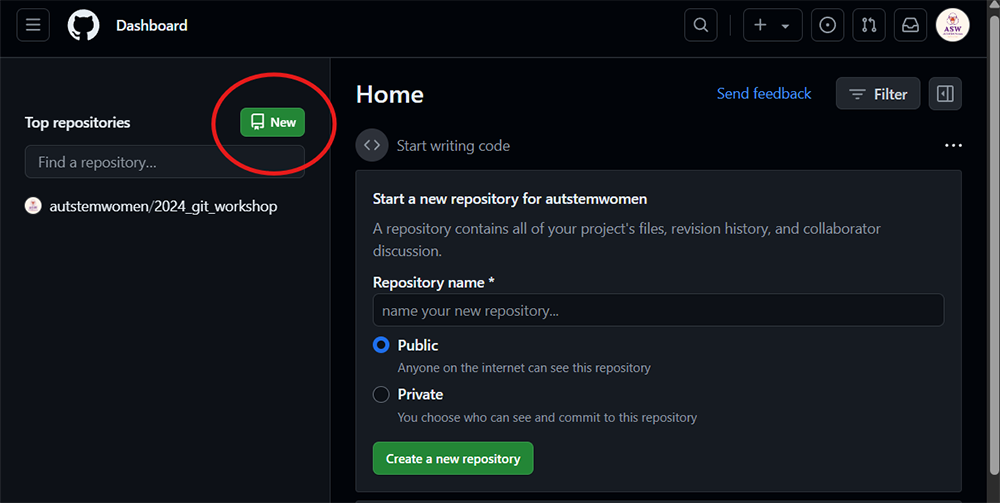 Dashboard
ASW
Top repositories
New
Find a repository...
autstemwomen/2024_git_workshop
Home
Send feedback
Filter
Start writing code
Start a new repository for autstemwomen
A repository contains all of your project's files, revision history, and collaborator
discussion.
Repository name *
name your new repository...
Public
Anyone on the internet can see this repository
Private
You choose who can see and commit to this repository
Create a new repository